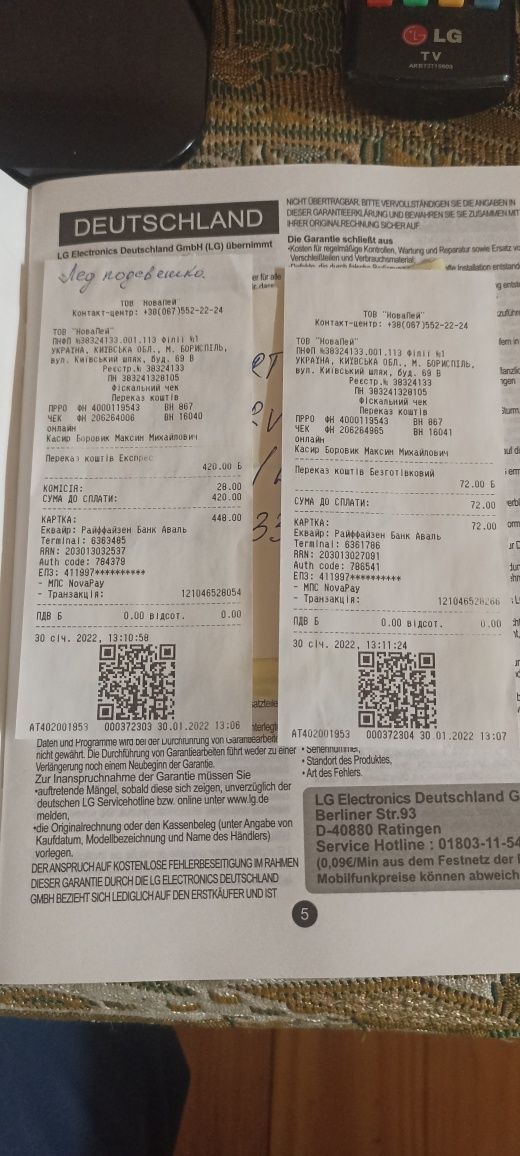 LG
TV
AKB73715603
DEUTSCHLAND
LG Electronics Deutschland GmbH (LG) übernimmt
NICHT ÜBERTRAGBAR. BITTE VERVOLLSTÄNDIGEN SIE DIE ANGABEN IN
DIESER GARANTIEERKLÄRUNG UND BEWAHREN SIE SIE ZUSAMMEN MIT
IHRER ORIGINALRECHNUNG SICHER AUF.
Die Garantie schließt aus
•Kosten für regelmäßige Kontrollen, Wartung und Reparatur sowie Ersatz
Verschleißteilen und Verbrauchsmaterial;
Installation
Лед подсветка.
ТОВ "НоваПей"
Контакт-центр: +38(067)552-22-24
ТОВ "НоваПей"
ПНФП №38324133.001.113 Філії №1
УКРАЇНА, КИЇВСЬКА ОБЛ., М. БОРИСПІЛЬ,
вул. Київський шлях, буд. 69 В
Реєстр.№ 38324133
ПН 383241328105
Фіскальний чек
Переказ коштів
ПРРО ФН 4000119543 ВН 867
ЧЕК ФН 206264006 ВН 16040
онлайн
Касир Боровик Максим Михайлович
Переказ коштів Експрес
420.00 Б
КОМІСІЯ: 28.00
СУМА ДО СПЛАТИ: 420.00
КАРТКА: 448.00
Еквайр: Райффайзен Банк Аваль
Terminal: 6363485
RRN: 203013032537
Auth code: 784379
ЕПЗ: 411997**********
- МПС NovaPay
- Транзакція: 121046528054
ПДВ Б 0.00 відсот. 0.00
30 січ. 2022, 13:10:58
AT402001953 000372303 30.01.2022 13:06
ТОВ "НоваПей"
Контакт-центр: +38(067)552-22-24
ТОВ "НоваПей"
ПНФП №38324133.001.113 Філії №1
УКРАЇНА, КИЇВСЬКА ОБЛ., М. БОРИСПІЛЬ,
вул. Київський шлях, буд. 69 В
Реєстр.№ 38324133
ПН 383241328105
Фіскальний чек
Переказ коштів
ПРРО ФН 4000119543 ВН 867
ЧЕК ФН 206264965 ВН 16041
онлайн
Касир Боровик Максим Михайлович
Переказ коштів Безготівковий
72.00 Б
СУМА ДО СПЛАТИ: 72.00
КАРТКА: 72.00
Еквайр: Райффайзен Банк Аваль
Terminal: 6361786
RRN: 203013027091
Auth code: 786541
ЕПЗ: 411997**********
- МПС NovaPay
- Транзакція: 121046528266
ПДВ Б 0.00 відсот. 0.00
30 січ. 2022, 13:11:24
AT402001953 000372304 30.01.2022 13:07
Daten und Programme wird bei der Durchführung von Garantiearbeiten
nicht gewährt. Die Durchführung von Garantiearbeiten führt weder zu einer
Verlängerung noch einem Neubeginn der Garantie.
Zur Inanspruchnahme der Garantie müssen Sie
•auftretende Mängel, sobald diese sich zeigen, unverzüglich der
deutschen LG Servicehotline bzw. online unter www.lg.de
melden,
•die Originalrechnung oder den Kassenbeleg (unter Angabe von
Kaufdatum, Modellbezeichnung und Name des Händlers)
vorlegen.
DER ANSPRUCH AUF KOSTENLOSE FEHLERBESEITIGUNG IM RAHMEN
DIESER GARANTIE DURCH DIE LG ELECTRONICS DEUTSCHLAND
GMBH BEZIEHT SICH LEDIGLICH AUF DEN ERSTKÄUFER UND IST
• Seriennummer,
• Standort des Produktes,
• Art des Fehlers.
LG Electronics Deutschland G
Berliner Str.93
D-40880 Ratingen
Service Hotline : 01803-11-54
(0,09€/Min aus dem Festnetz der
Mobilfunkpreise können abweich
5